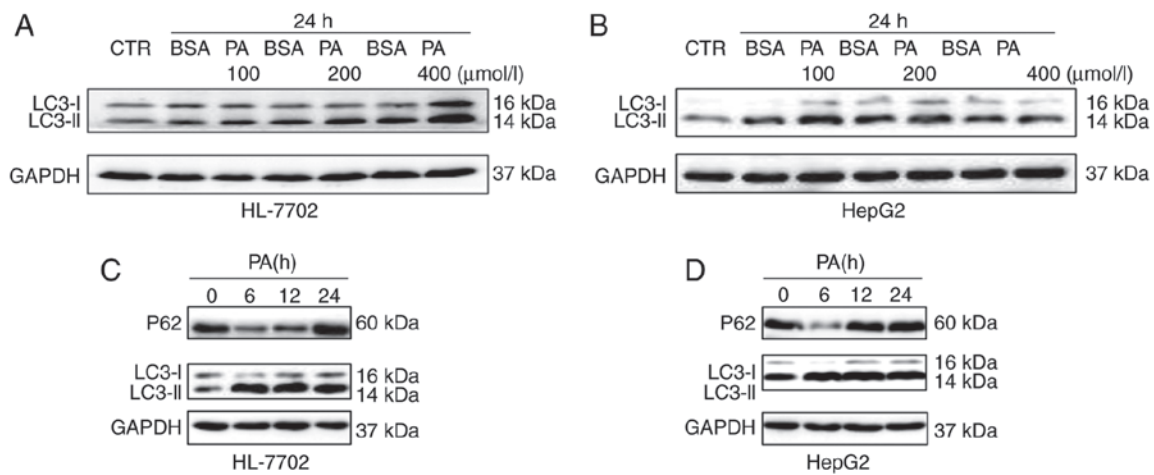 A
24 h
CTR BSA PA BSA PA BSA PA
100 200 400 (μmol/l)
LC3-I 16 kDa
LC3-II 14 kDa
GAPDH 37 kDa
HL-7702
B
24 h
CTR BSA PA BSA PA BSA PA
100 200 400 (μmol/l)
LC3-I 16 kDa
LC3-II 14 kDa
GAPDH 37 kDa
HepG2
C
PA(h)
0 6 12 24
P62 60 kDa
LC3-I 16 kDa
LC3-II 14 kDa
GAPDH 37 kDa
HL-7702
D
PA(h)
0 6 12 24
P62 60 kDa
16 kDa
LC3-I 14 kDa
LC3-II
GAPDH 37 kDa
HepG2